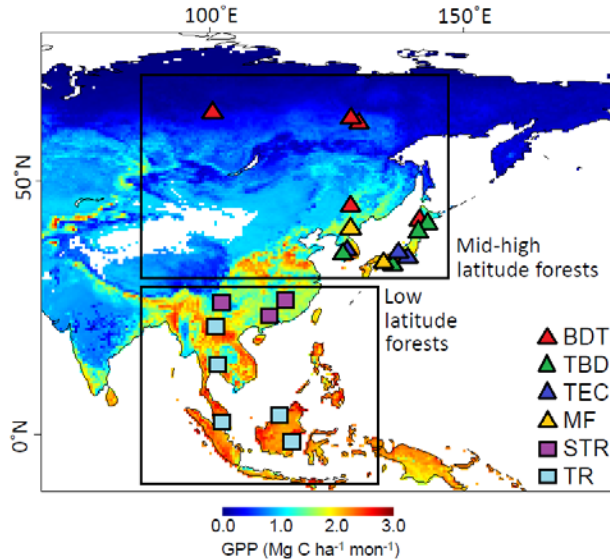 100°E 150°E
50°N
0°N
Mid-high
latitude forests
Low
latitude
forests
BDT
TBD
TEC
MF
STR
TR
0.0 1.0 2.0 3.0
GPP (Mg C ha⁻¹ mon⁻¹)